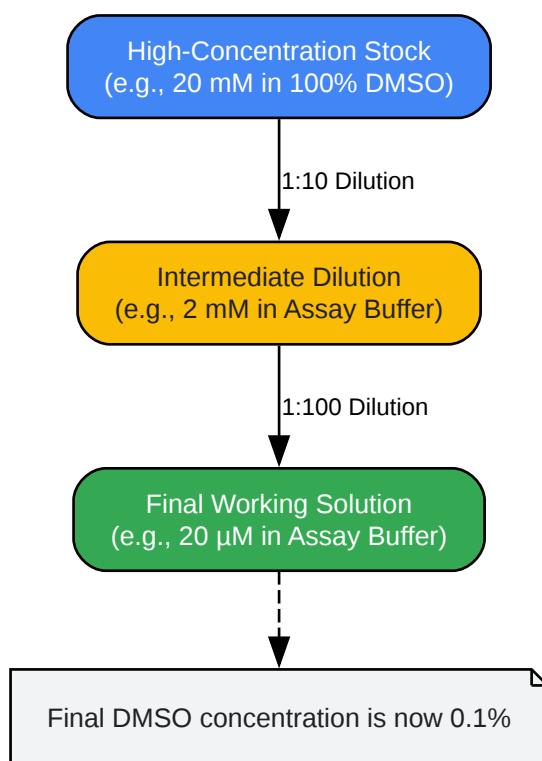 High-Concentration Stock
(e.g., 20 mM in 100% DMSO)
1:10 Dilution
Intermediate Dilution
(e.g., 2 mM in Assay Buffer)
1:100 Dilution
Final Working Solution
(e.g., 20 µM in Assay Buffer)
Final DMSO concentration is now 0.1%